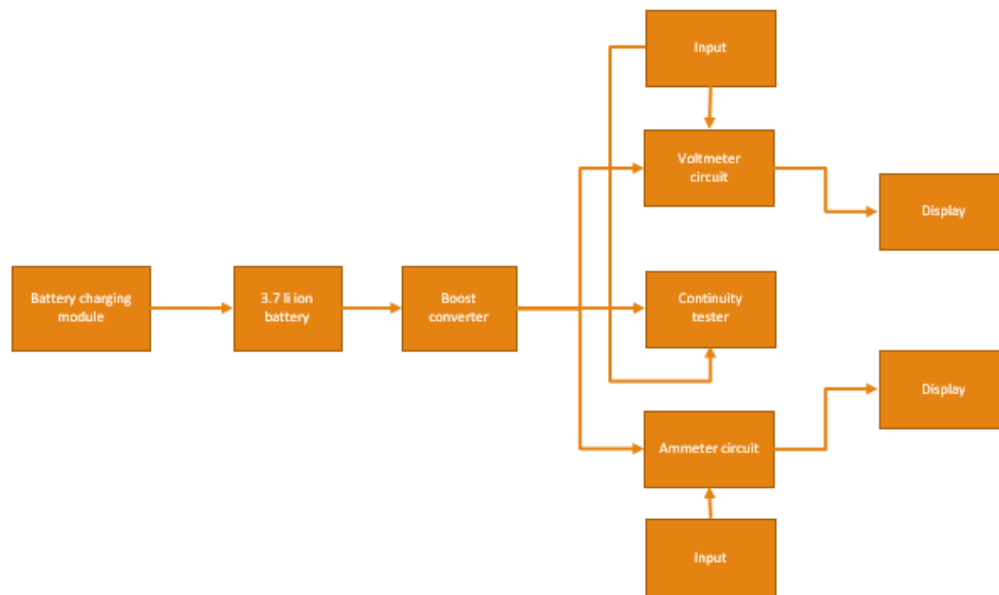 Input
Voltmeter
circuit
Display
Battery charging
module
3.7 li ion
battery
Boost
converter
Continuity
tester
Display
Ammeter circuit
Input